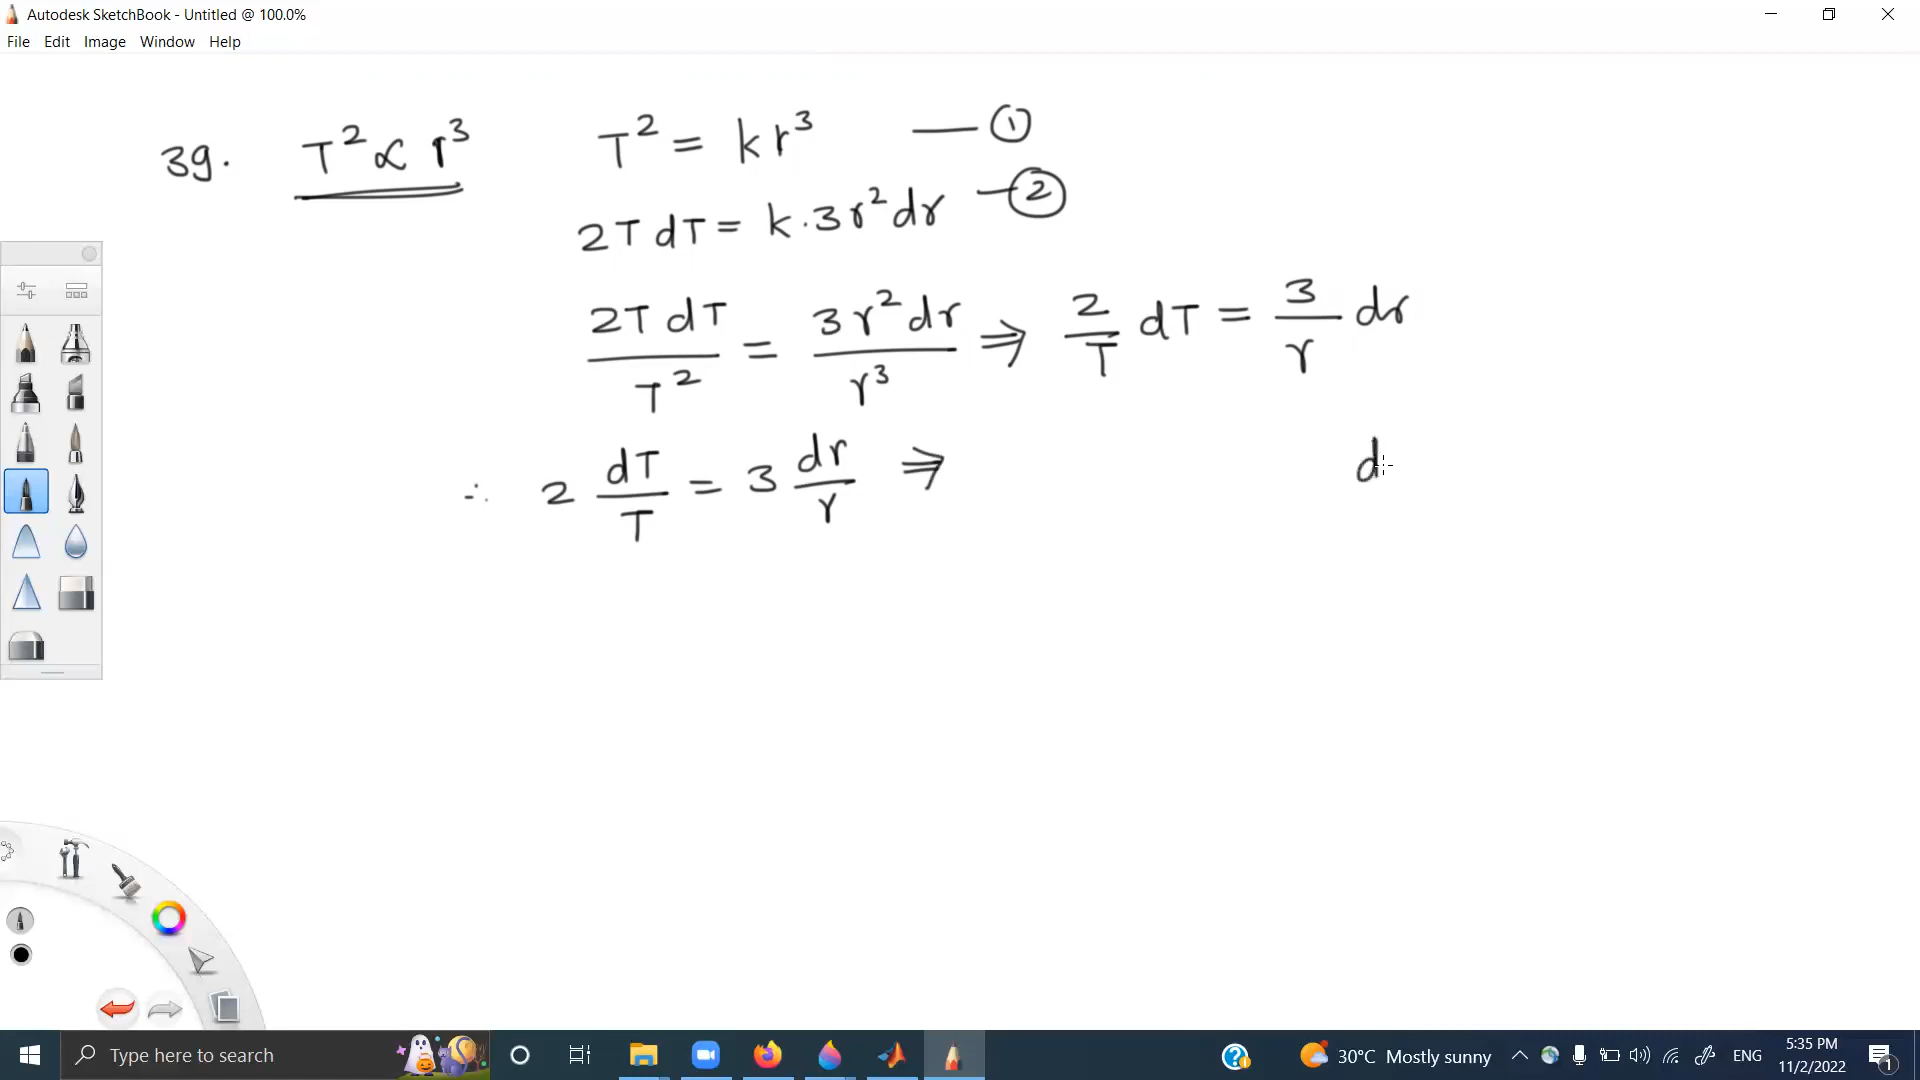 Autodesk SketchBook - Untitled @ 100.0%
File Edit Image Window Help
39. T² ∝ r³ T² = kr³ — ①
2T dT = k·3r²dr — ②
2T dT / T² = 3r²dr / r³ ⇒ 2/T dT = 3/r dr
∴ 2 dT/T = 3 dr/r ⇒ d
Type here to search
30°C Mostly sunny
ENG
5:35 PM
11/2/2022
1